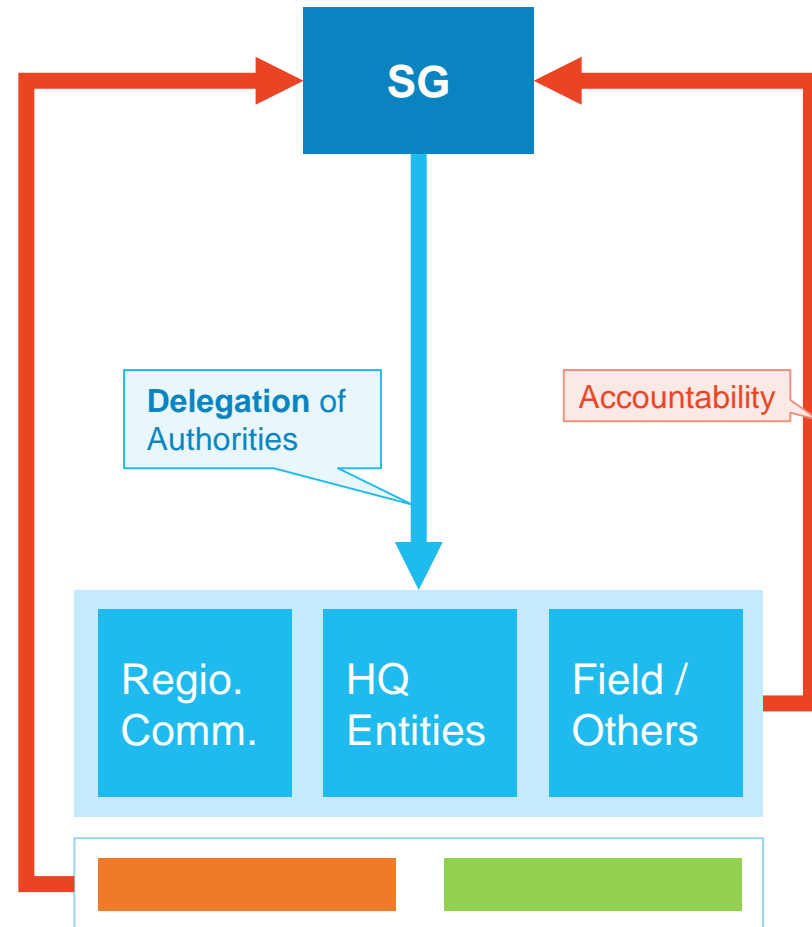 SG
Delegation of
Authorities
Accountability
Regio.
Comm.
HQ
Entities
Field /
Others